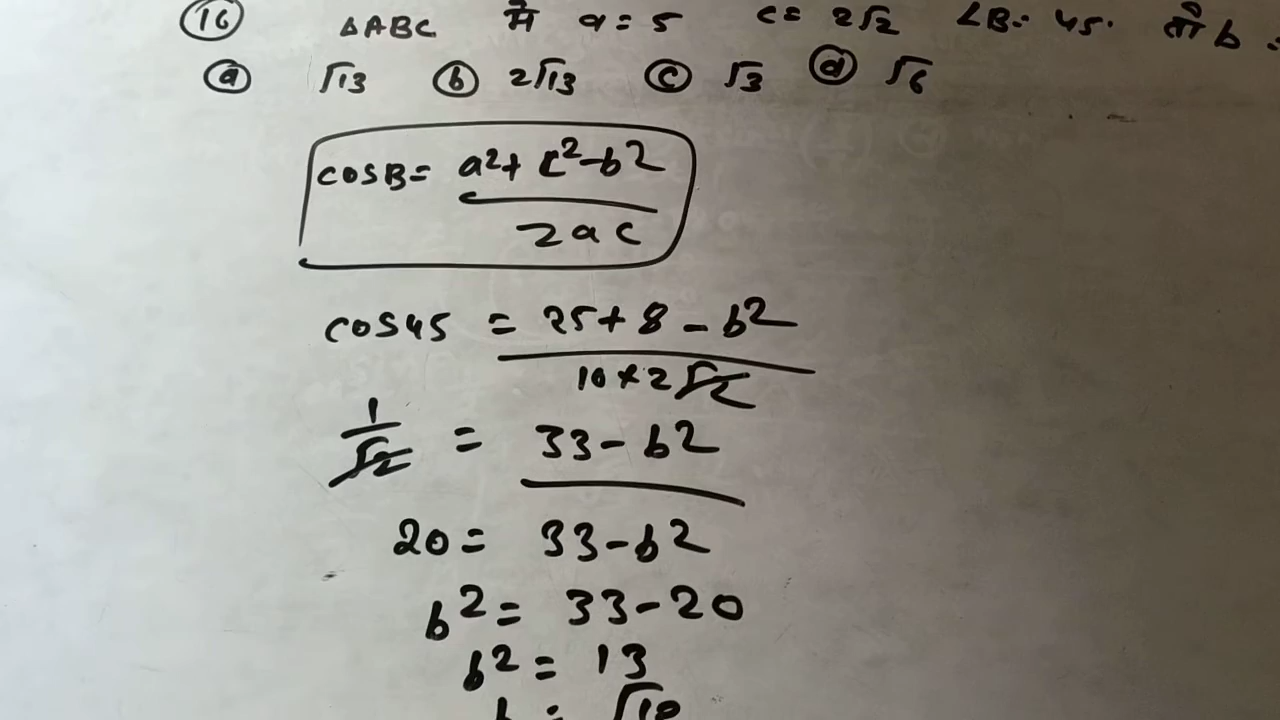 (16) △ABC में a = 5 c = 2√2 ∠B = 45° तो b =
(a) √13 (b) 2√13 (c) √3 (d) √6
cosB = a²+c²-b²
2ac
cos45 = 25+8-b²
10×2√2
1/√2 = 33-b²
20 = 33-b²
b² = 33-20
b² = 13